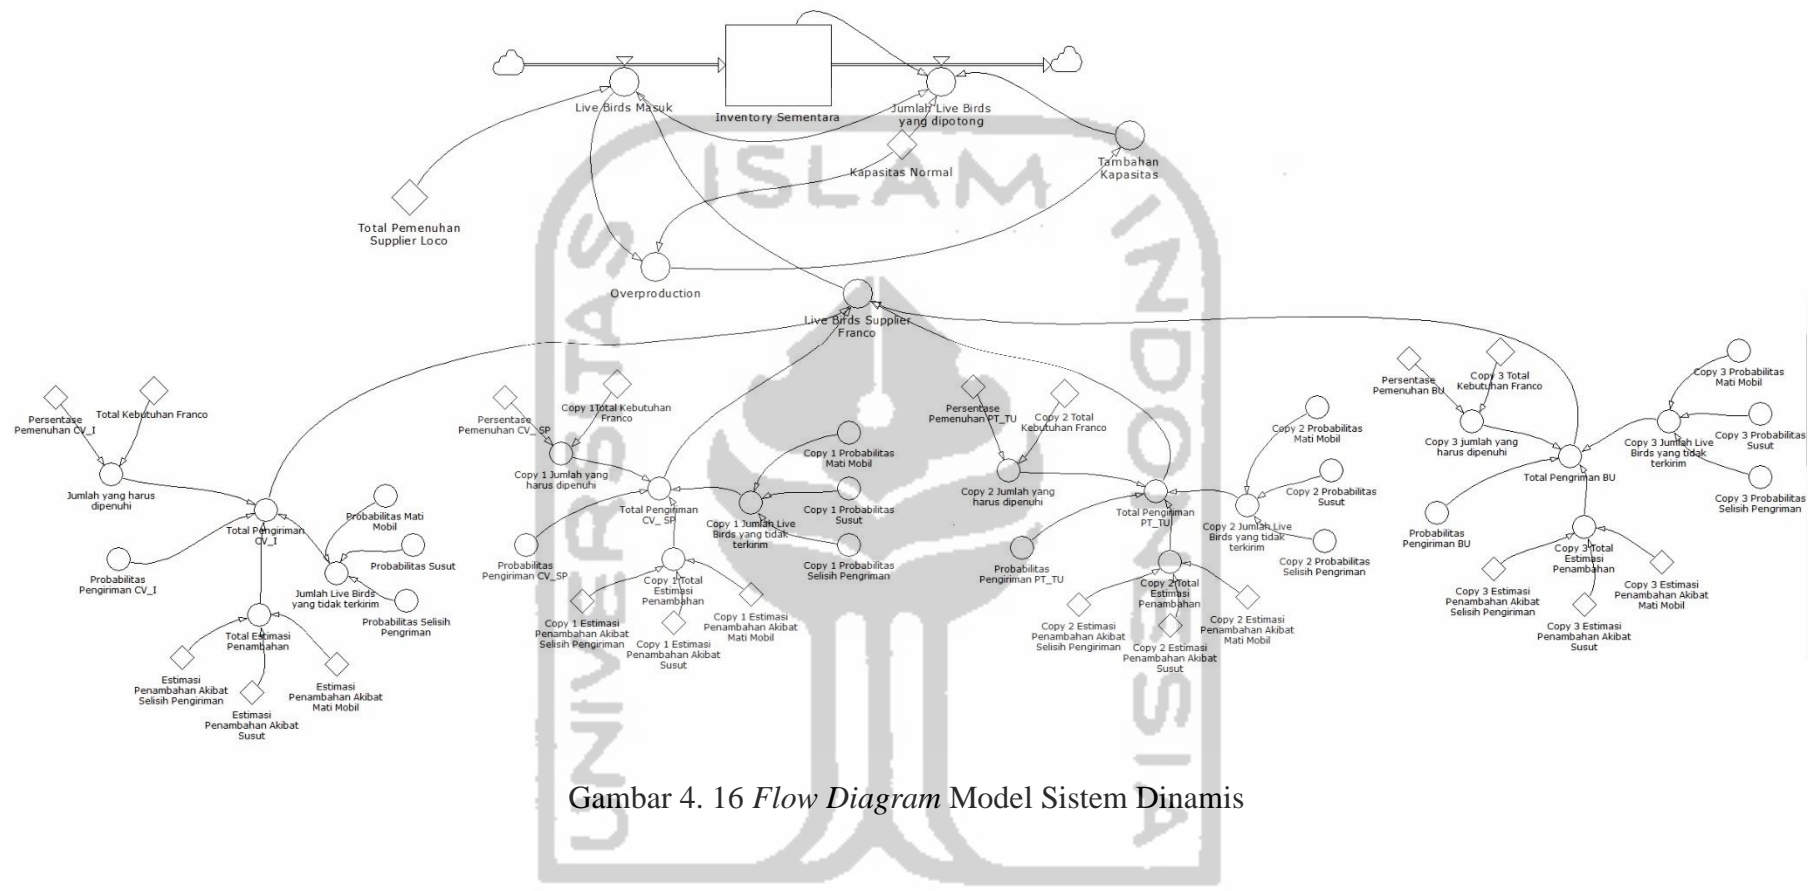 Live Birds Masuk
Inventory Sementara
Jumlah Live Birds
yang dipotong
Kapasitas Normal
Tambahan
Kapasitas
Total Pemenuhan
Supplier Loco
Overproduction
Live Birds Supplier
Franco
Persentase
Pemenuhan CV_I
Total Kebutuhan Franco
Jumlah yang harus
dipenuhi
Total Pengiriman
CV_I
Probabilitas
Pengiriman CV_I
Probabilitas Mati
Mobil
Probabilitas Susut
Jumlah Live Birds
yang tidak terkirim
Probabilitas Selisih
Pengriman
Total Estimasi
Penambahan
Estimasi
Penambahan Akibat
Selisih Pengiriman
Estimasi
Penambahan Akibat
Susut
Estimasi
Penambahan Akibat
Mati Mobil
Persentase
Pemenuhan CV_ SP
Copy 1Total Kebutuhan
Franco
Copy 1 Jumlah yang
harus dipenuhi
Total Pengiriman
CV_ SP
Probabilitas
Pengiriman CV_SP
Copy 1 Probabilitas
Mati Mobil
Copy 1 Probabilitas
Susut
Copy 1 Jumlah Live
Birds yang tidak
terkirim
Copy 1 Probabilitas
Selisih Pengriman
Copy 1 Total
Estimasi
Penambahan
Copy 1 Estimasi
Penambahan Akibat
Selisih Pengiriman
Copy 1 Estimasi
Penambahan Akibat
Susut
Copy 1 Estimasi
Penambahan Akibat
Mati Mobil
Persentase
Pemenuhan PT_TU
Copy 2 Total
Kebutuhan Franco
Copy 2 Jumlah yang
harus dipenuhi
Total Pengiriman
PT_TU
Probabilitas
Pengiriman PT_TU
Copy 2 Probabilitas
Mati Mobil
Copy 2 Probabilitas
Susut
Copy 2 Jumlah Live
Birds yang tidak
terkirim
Copy 2 Probabilitas
Selisih Pengriman
Copy 2 Total
Estimasi
Penambahan
Copy 2 Estimasi
Penambahan Akibat
Selisih Pengiriman
Copy 2 Estimasi
Penambahan Akibat
Susut
Copy 2 Estimasi
Penambahan Akibat
Mati Mobil
Persentase
Pemenuhan BU
Copy 3 Total
Kebutuhan Franco
Copy 3 jumlah yang
harus dipenuhi
Total Pengriman BU
Probabilitas
Pengiriman BU
Copy 3 Probabilitas
Mati Mobil
Copy 3 Probabilitas
Susut
Copy 3 Jumlah Live
Birds yang tidak
terkirim
Copy 3 Probabilitas
Selisih Pengriman
Copy 3 Total
Estimasi
Penambahan
Copy 3 Estimasi
Penambahan Akibat
Selisih Pengiriman
Copy 3 Estimasi
Penambahan Akibat
Susut
Copy 3 Estimasi
Penambahan Akibat
Mati Mobil
UNIVERSITAS
ISLAM
INDONESIA
Gambar 4. 16 Flow Diagram Model Sistem Dinamis